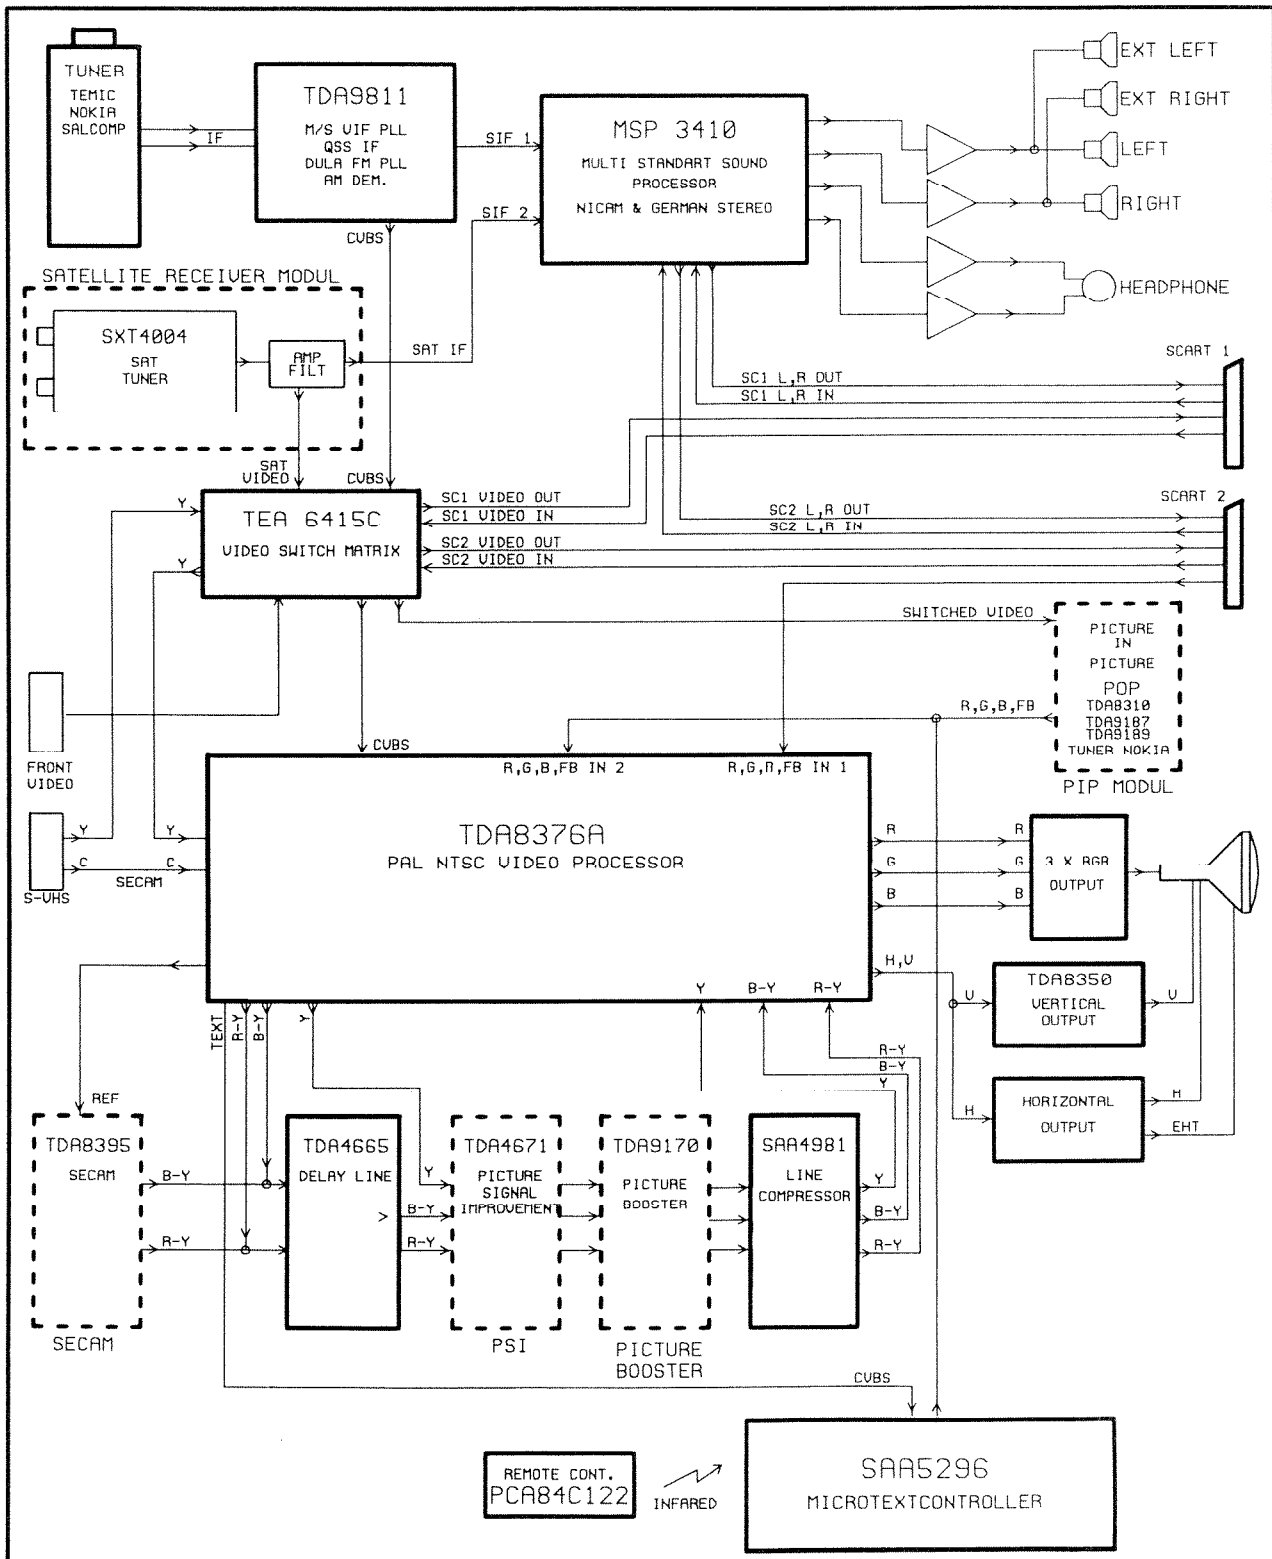 TUNER
TEMIC
NOKIA
SALCOMP
IF
TDA9811
M/S VIF PLL
QSS IF
DULA FM PLL
AM DEM.
SIF 1
SIF 2
CVBS
MSP 3410
MULTI STANDART SOUND
PROCESSOR
NICAM & GERMAN STEREO
EXT LEFT
EXT RIGHT
LEFT
RIGHT
HEADPHONE
SATELLITE RECEIVER MODUL
SXT4004
SAT
TUNER
AMP
FILT
SAT IF
SCART 1
SC1 L,R OUT
SC1 L,R IN
SAT
VIDEO
CVBS
Y
TEA 6415C
VIDEO SWITCH MATRIX
Y
SC1 VIDEO OUT
SC1 VIDEO IN
SC2 VIDEO OUT
SC2 VIDEO IN
SC2 L,R OUT
SC2 L,R IN
SCART 2
SWITCHED VIDEO
PICTURE
IN
PICTURE
POP
TDA8310
TDA9187
TDA9189
TUNER NOKIA
PIP MODUL
R,G,B,FB
FRONT
VIDEO
CVBS
R,G,B,FB IN 2
R,G,B,FB IN 1
TDA8376A
PAL NTSC VIDEO PROCESSOR
Y
Y
C
C
SECAM
S-VHS
R
R
G
G
B
B
3 X RGB
OUTPUT
H,V
V
TDA8350
VERTICAL
OUTPUT
V
H
HORIZONTAL
OUTPUT
H
EHT
Y
B-Y
R-Y
TEXT
R-Y
B-Y
Y
R-Y
B-Y
Y
REF
TDA8395
SECAM
B-Y
R-Y
SECAM
TDA4665
DELAY LINE
Y
B-Y
R-Y
TDA4671
PICTURE
SIGNAL
IMPROVEMENT
PSI
TDA9170
PICTURE
BOOSTER
PICTURE
BOOSTER
SAA4981
LINE
COMPRESSOR
Y
B-Y
R-Y
CVBS
REMOTE CONT.
PCA84C122
INFARED
SAA5296
MICROTEXTCONTROLLER